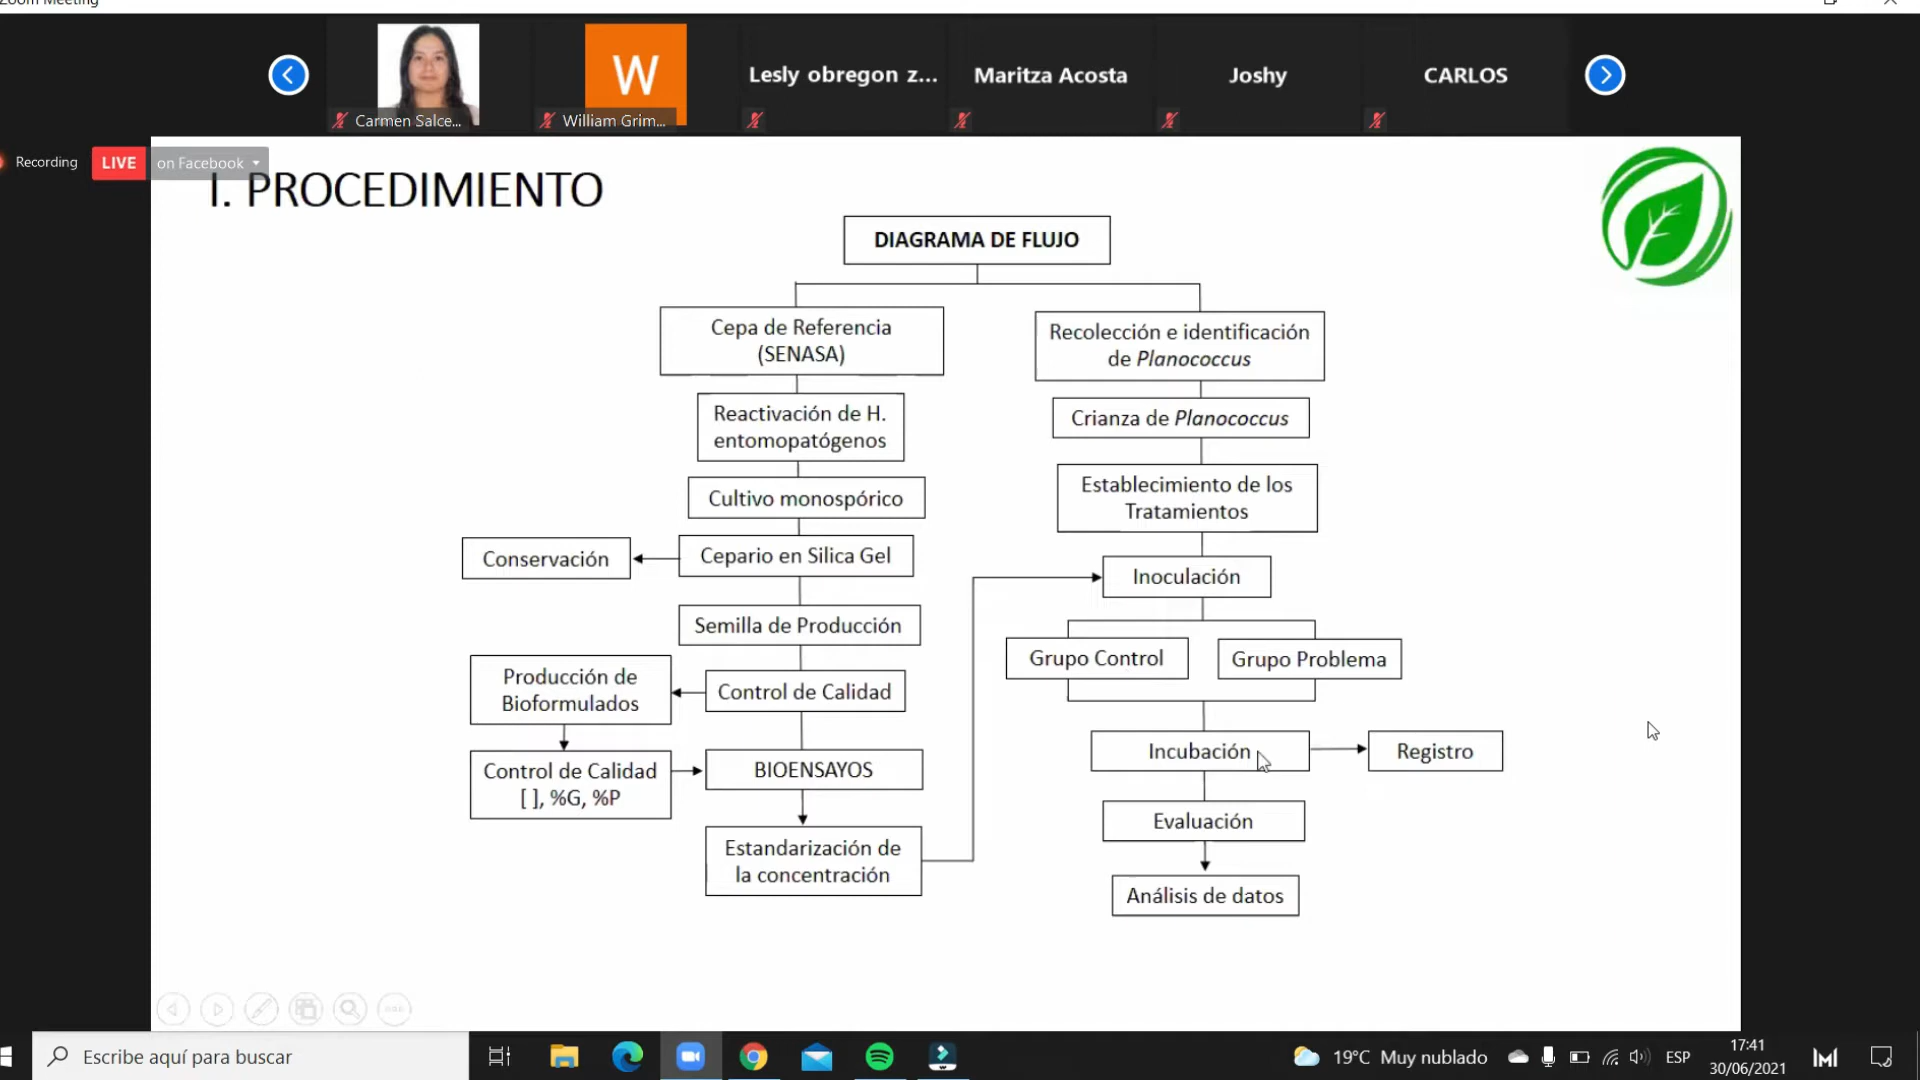 Zoom Meeting
Carmen Salce...
W
William Grim...
Lesly obregon z...
Maritza Acosta
Joshy
CARLOS
Recording
LIVE
on Facebook
I. PROCEDIMIENTO
DIAGRAMA DE FLUJO
Cepa de Referencia
(SENASA)
Reactivación de H.
entomopatógenos
Cultivo monospórico
Cepario en Silica Gel
Conservación
Semilla de Producción
Control de Calidad
Producción de
Bioformulados
Control de Calidad
[ ], %G, %P
BIOENSAYOS
Estandarización de
la concentración
Recolección e identificación
de Planococcus
Crianza de Planococcus
Establecimiento de los
Tratamientos
Inoculación
Grupo Control
Grupo Problema
Incubación
Registro
Evaluación
Análisis de datos
Escribe aquí para buscar
19°C Muy nublado
ESP
17:41
30/06/2021